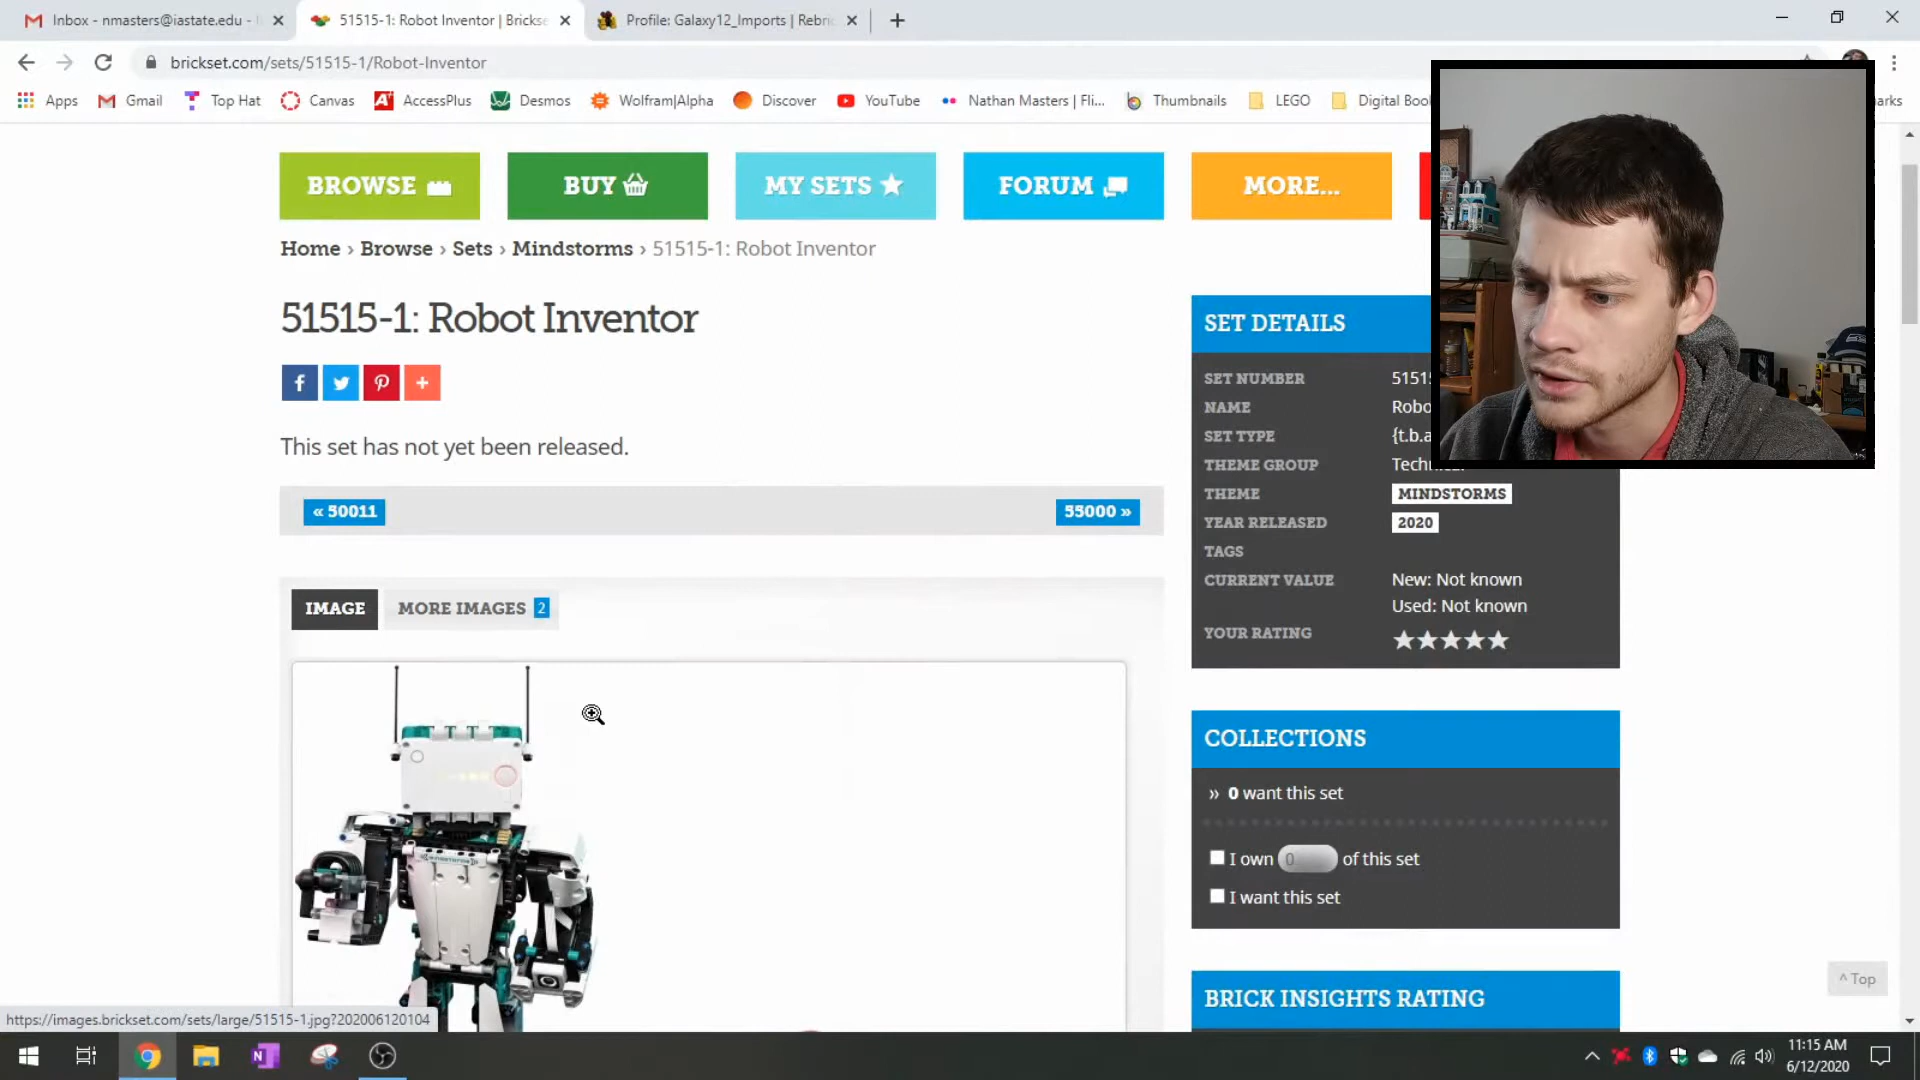 Inbox - nmasters@iastate.edu -
51515-1: Robot Inventor | Brickse
Profile: Galaxy12_Imports | Rebri
brickset.com/sets/51515-1/Robot-Inventor
Apps
Gmail
Top Hat
Canvas
AccessPlus
Desmos
Wolfram|Alpha
Discover
YouTube
Nathan Masters | Fli...
Thumbnails
LEGO
Digital Boo
arks
BROWSE
BUY
MY SETS
FORUM
MORE...
Home › Browse › Sets › Mindstorms › 51515-1: Robot Inventor
51515-1: Robot Inventor
This set has not yet been released.
« 50011
55000 »
IMAGE
MORE IMAGES 2
SET DETAILS
SET NUMBER 5151
NAME Robo
SET TYPE {t.b.a
THEME GROUP Technical
THEME MINDSTORMS
YEAR RELEASED 2020
TAGS
CURRENT VALUE New: Not known
Used: Not known
YOUR RATING
COLLECTIONS
» 0 want this set
I own 0 of this set
I want this set
BRICK INSIGHTS RATING
^ Top
https://images.brickset.com/sets/large/51515-1.jpg?202006120104
11:15 AM
6/12/2020